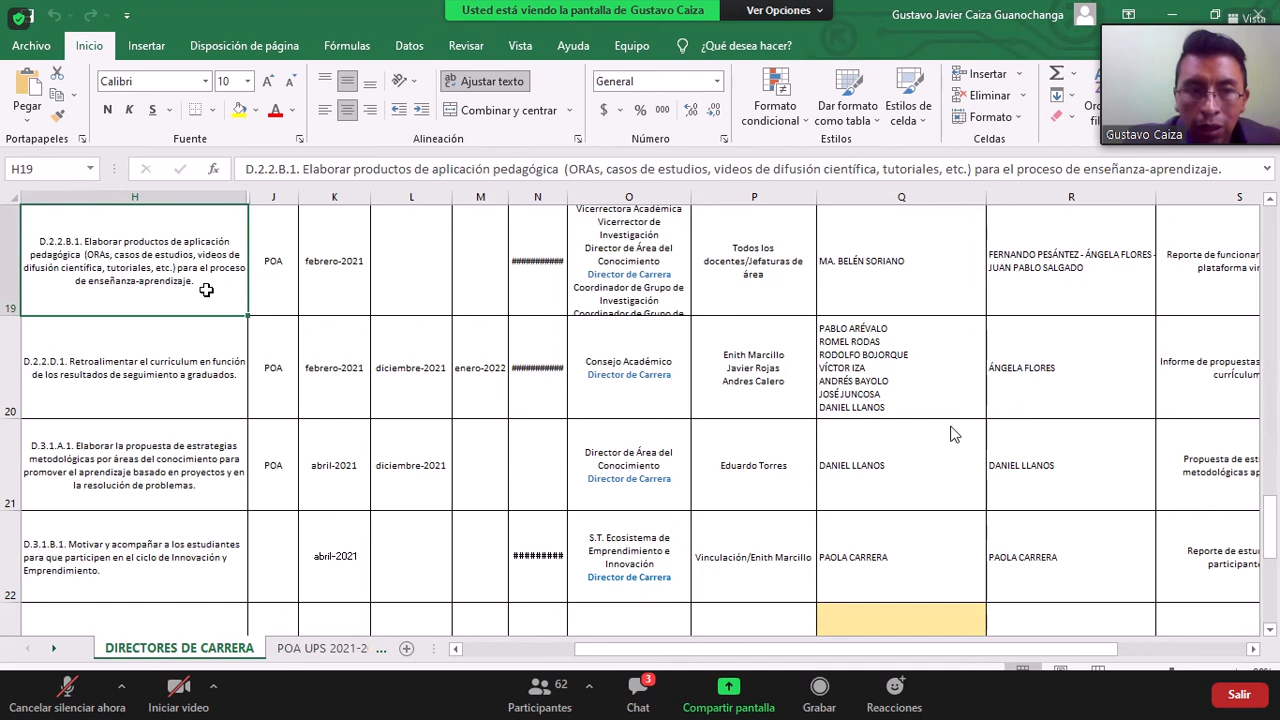 Usted está viendo la pantalla de Gustavo Caiza
Ver Opciones
Gustavo Javier Caiza Guanochanga
Vista
Archivo Inicio Insertar Disposición de página Fórmulas Datos Revisar Vista Ayuda Equipo ¿Qué desea hacer?
Pegar
Calibri 10
N K S
Ajustar texto
Combinar y centrar
General
$ % 000
Formato condicional
Dar formato como tabla
Estilos de celda
Insertar
Eliminar
Formato
Portapapeles Fuente Alineación Número Estilos Celdas
Gustavo Caiza
H19
D.2.2.B.1. Elaborar productos de aplicación pedagógica (ORAs, casos de estudios, videos de difusión científica, tutoriales, etc.) para el proceso de enseñanza-aprendizaje.
H J K L M N O P Q R S
19
D.2.2.B.1. Elaborar productos de aplicación
pedagógica (ORAs, casos de estudios, videos de
difusión científica, tutoriales, etc.) para el proceso
de enseñanza-aprendizaje.
POA
febrero-2021
###########
Vicerrectora Académica
Vicerrector de
Investigación
Director de Área del
Conocimiento
Director de Carrera
Coordinador de Grupo de
Investigación
Coordinador de Grupo de
Todos los
docentes/Jefaturas de
área
MA. BELÉN SORIANO
FERNANDO PESÁNTEZ - ÁNGELA FLORES -
JUAN PABLO SALGADO
Reporte de funcionar
plataforma vir
20
D.2.2.D.1. Retroalimentar el currículum en función
de los resultados de seguimiento a graduados.
POA
febrero-2021
diciembre-2021
enero-2022
###########
Consejo Académico
Director de Carrera
Enith Marcillo
Javier Rojas
Andres Calero
PABLO ARÉVALO
ROMEL RODAS
RODOLFO BOJORQUE
VÍCTOR IZA
ANDRÉS BAYOLO
JOSÉ JUNCOSA
DANIEL LLANOS
ÁNGELA FLORES
Informe de propuestas
currícul
21
D.3.1.A.1. Elaborar la propuesta de estrategias
metodológicas por áreas del conocimiento para
promover el aprendizaje basado en proyectos y en
la resolución de problemas.
POA
abril-2021
diciembre-2021
Director de Área del
Conocimiento
Director de Carrera
Eduardo Torres
DANIEL LLANOS
DANIEL LLANOS
Propuesta de est
metodológicas ap
22
D.3.1.B.1. Motivar y acompañar a los estudiantes
para que participen en el ciclo de Innovación y
Emprendimiento.
abril-2021
#########
S.T. Ecosistema de
Emprendimiento e
Innovación
Director de Carrera
Vinculación/Enith Marcillo
PAOLA CARRERA
PAOLA CARRERA
Reporte de estu
participante
DIRECTORES DE CARRERA POA UPS 2021-2( ...
Cancelar silenciar ahora
Iniciar video
62
Participantes
3
Chat
Compartir pantalla
Grabar
Reacciones
Salir